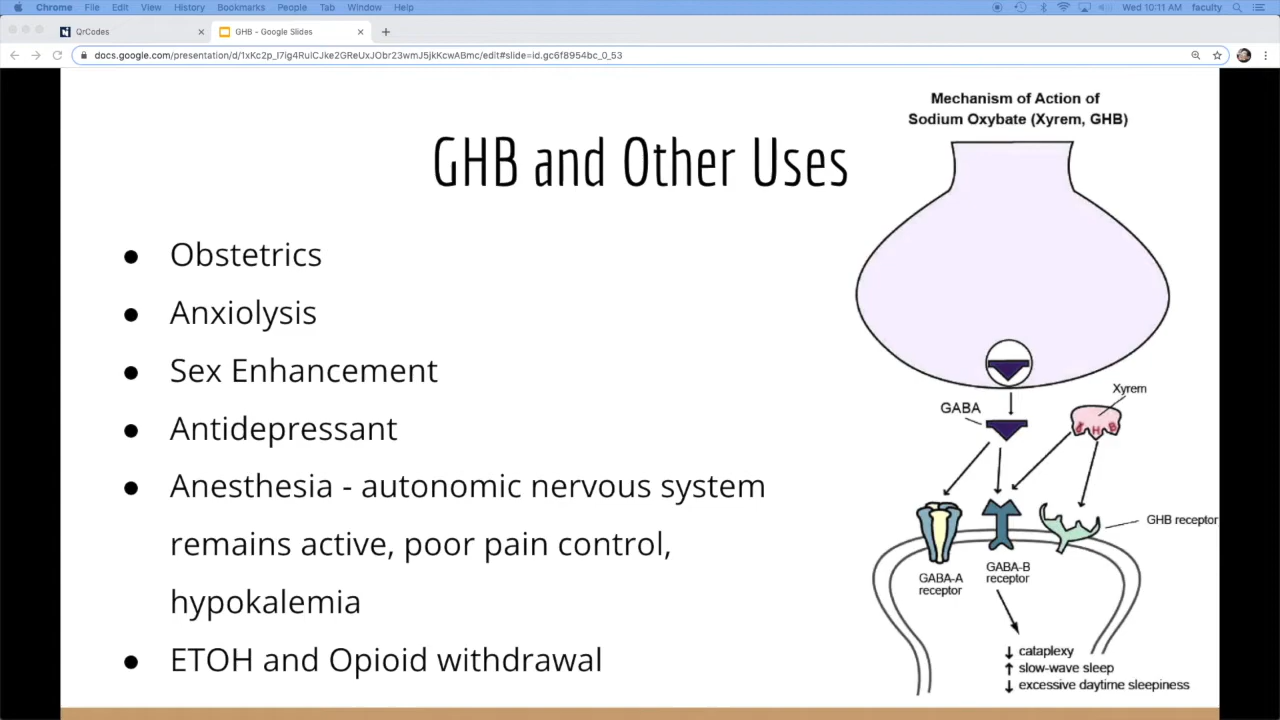 Chrome File Edit View History Bookmarks People Tab Window Help Wed 10:11 AM faculty
QrCodes
GHB - Google Slides
docs.google.com/presentation/d/1xKc2p_I7ig4RulCJke2GReUxJObr23wmJ5jkKcwABmc/edit#slide=id.gc6f8954bc_0_53
GHB and Other Uses
● Obstetrics
● Anxiolysis
● Sex Enhancement
● Antidepressant
● Anesthesia - autonomic nervous system
remains active, poor pain control,
hypokalemia
● ETOH and Opioid withdrawal
Mechanism of Action of
Sodium Oxybate (Xyrem, GHB)
Xyrem
GABA
GHB
GHB receptor
GABA-A
receptor
GABA-B
receptor
↓ cataplexy
↑ slow-wave sleep
↓ excessive daytime sleepiness